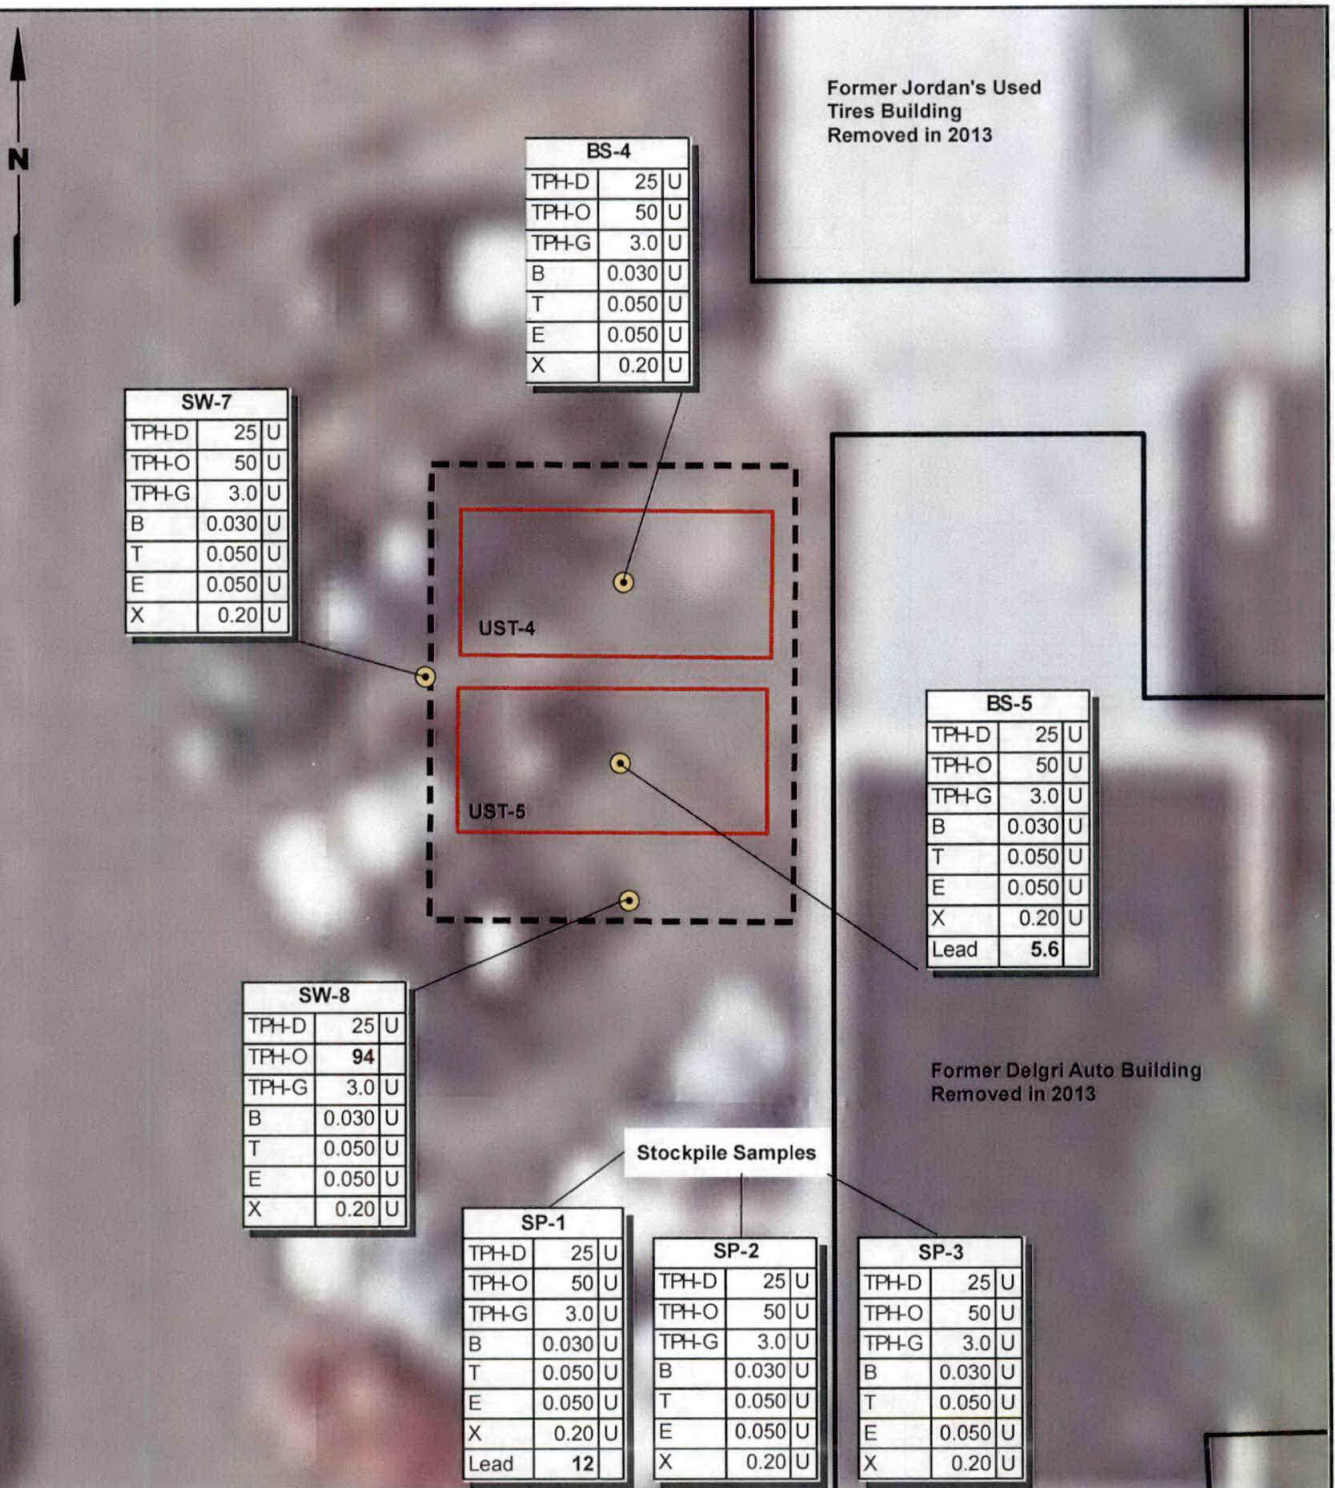 Former Jordan's Used
Tires Building
Removed in 2013
N
BS-4
TPH-D 25 U
TPH-O 50 U
TPH-G 3.0 U
B 0.030 U
T 0.050 U
E 0.050 U
X 0.20 U
SW-7
TPH-D 25 U
TPH-O 50 U
TPH-G 3.0 U
B 0.030 U
T 0.050 U
E 0.050 U
X 0.20 U
UST-4
UST-5
BS-5
TPH-D 25 U
TPH-O 50 U
TPH-G 3.0 U
B 0.030 U
T 0.050 U
E 0.050 U
X 0.20 U
Lead 5.6
SW-8
TPH-D 25 U
TPH-O 94
TPH-G 3.0 U
B 0.030 U
T 0.050 U
E 0.050 U
X 0.20 U
Former Delgri Auto Building
Removed in 2013
Stockpile Samples
SP-1
TPH-D 25 U
TPH-O 50 U
TPH-G 3.0 U
B 0.030 U
T 0.050 U
E 0.050 U
X 0.20 U
Lead 12
SP-2
TPH-D 25 U
TPH-O 50 U
TPH-G 3.0 U
B 0.030 U
T 0.050 U
E 0.050 U
X 0.20 U
SP-3
TPH-D 25 U
TPH-O 50 U
TPH-G 3.0 U
B 0.030 U
T 0.050 U
E 0.050 U
X 0.20 U